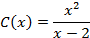 C(x) = x²/(x − 2)